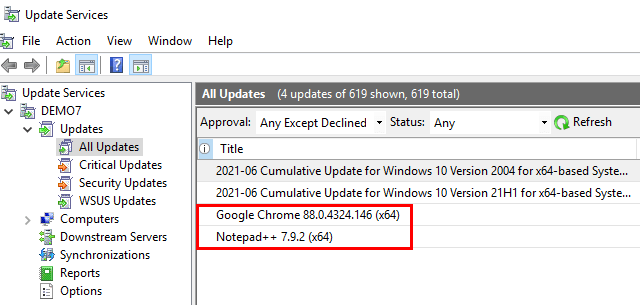 Update Services
File Action View Window Help
Update Services
DEMO7
Updates
All Updates
Critical Updates
Security Updates
WSUS Updates
Computers
Downstream Servers
Synchronizations
Reports
Options
All Updates (4 updates of 619 shown, 619 total)
Approval: Any Except Declined Status: Any Refresh
Title
2021-06 Cumulative Update for Windows 10 Version 2004 for x64-based Syste...
2021-06 Cumulative Update for Windows 10 Version 21H1 for x64-based Syste...
Google Chrome 88.0.4324.146 (x64)
Notepad++ 7.9.2 (x64)